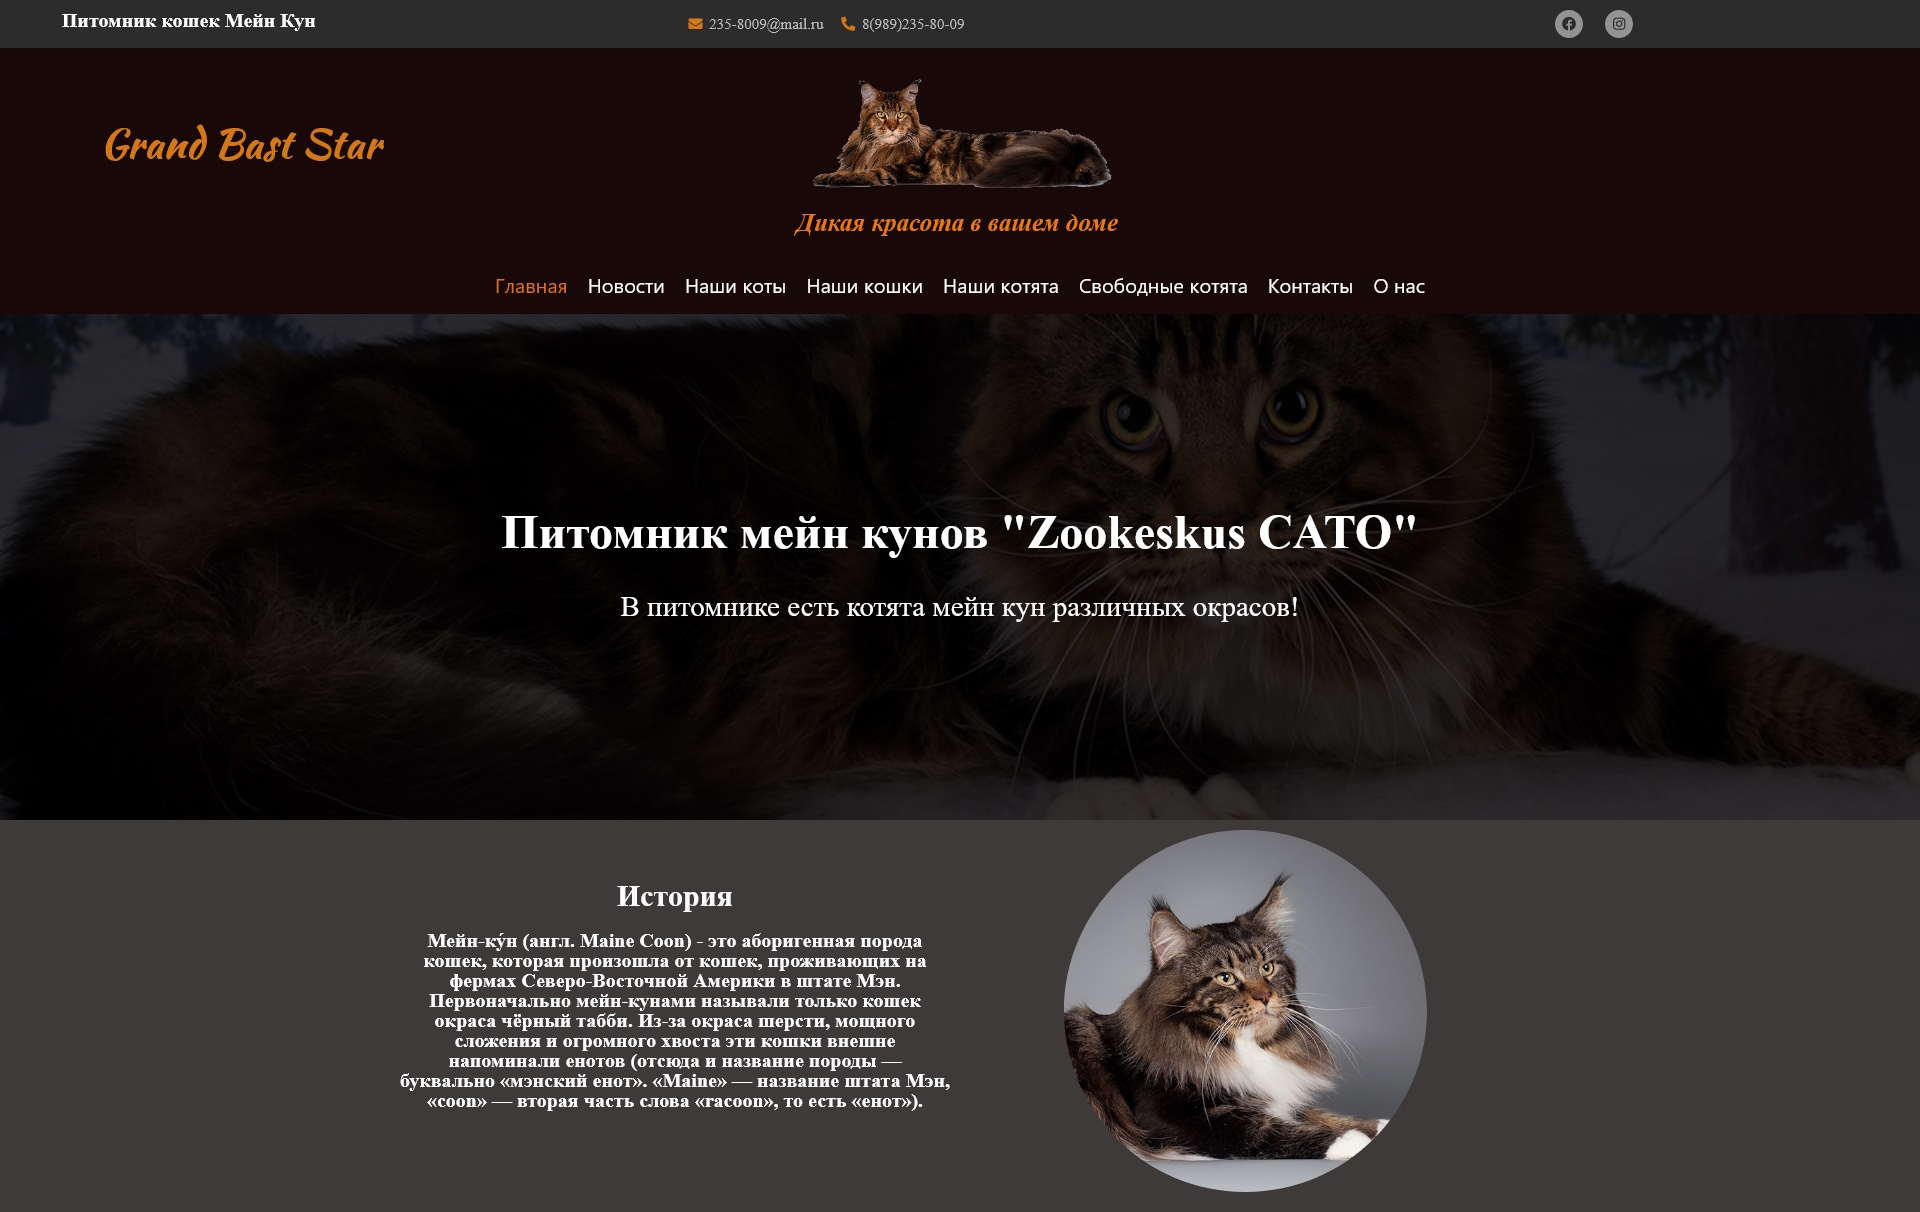 Питомник кошек Мейн Кун
235-8009@mail.ru 8(989)235-80-09
Grand Bast Star
Дикая красота в вашем доме
Главная Новости Наши коты Наши кошки Наши котята Свободные котята Контакты О нас
Питомник мейн кунов "Zookeskus CATO"
В питомнике есть котята мейн кун различных окрасов!
История
Мейн-ку́н (англ. Maine Coon) - это аборигенная порода
кошек, которая произошла от кошек, проживающих на
фермах Северо-Восточной Америки в штате Мэн.
Первоначально мейн-кунами называли только кошек
окраса чёрный табби. Из-за окраса шерсти, мощного
сложения и огромного хвоста эти кошки внешне
напоминали енотов (отсюда и название породы —
буквально «мэнский енот». «Maine» — название штата Мэн,
«coon» — вторая часть слова «racoon», то есть «енот»).